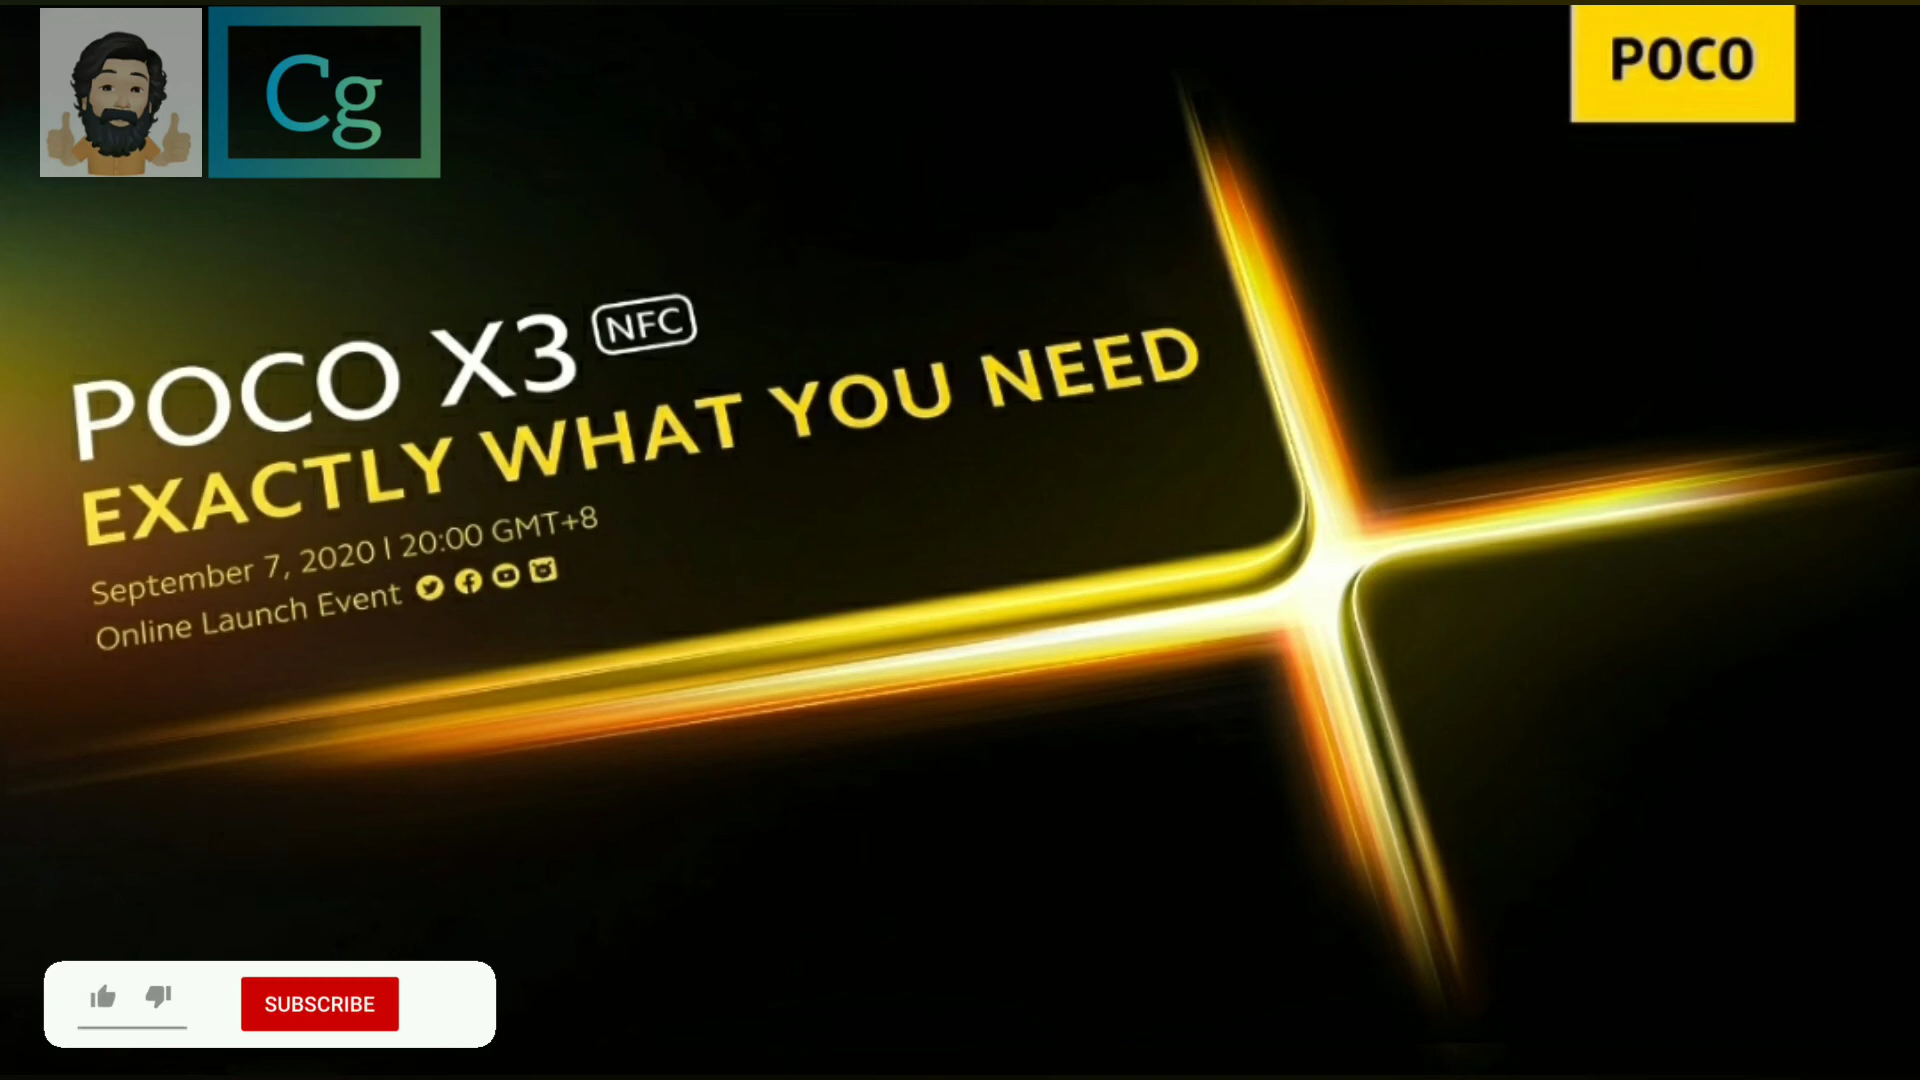 Cg
POCO
POCO X3 NFC
EXACTLY WHAT YOU NEED
September 7, 2020 | 20:00 GMT+8
Online Launch Event
SUBSCRIBE